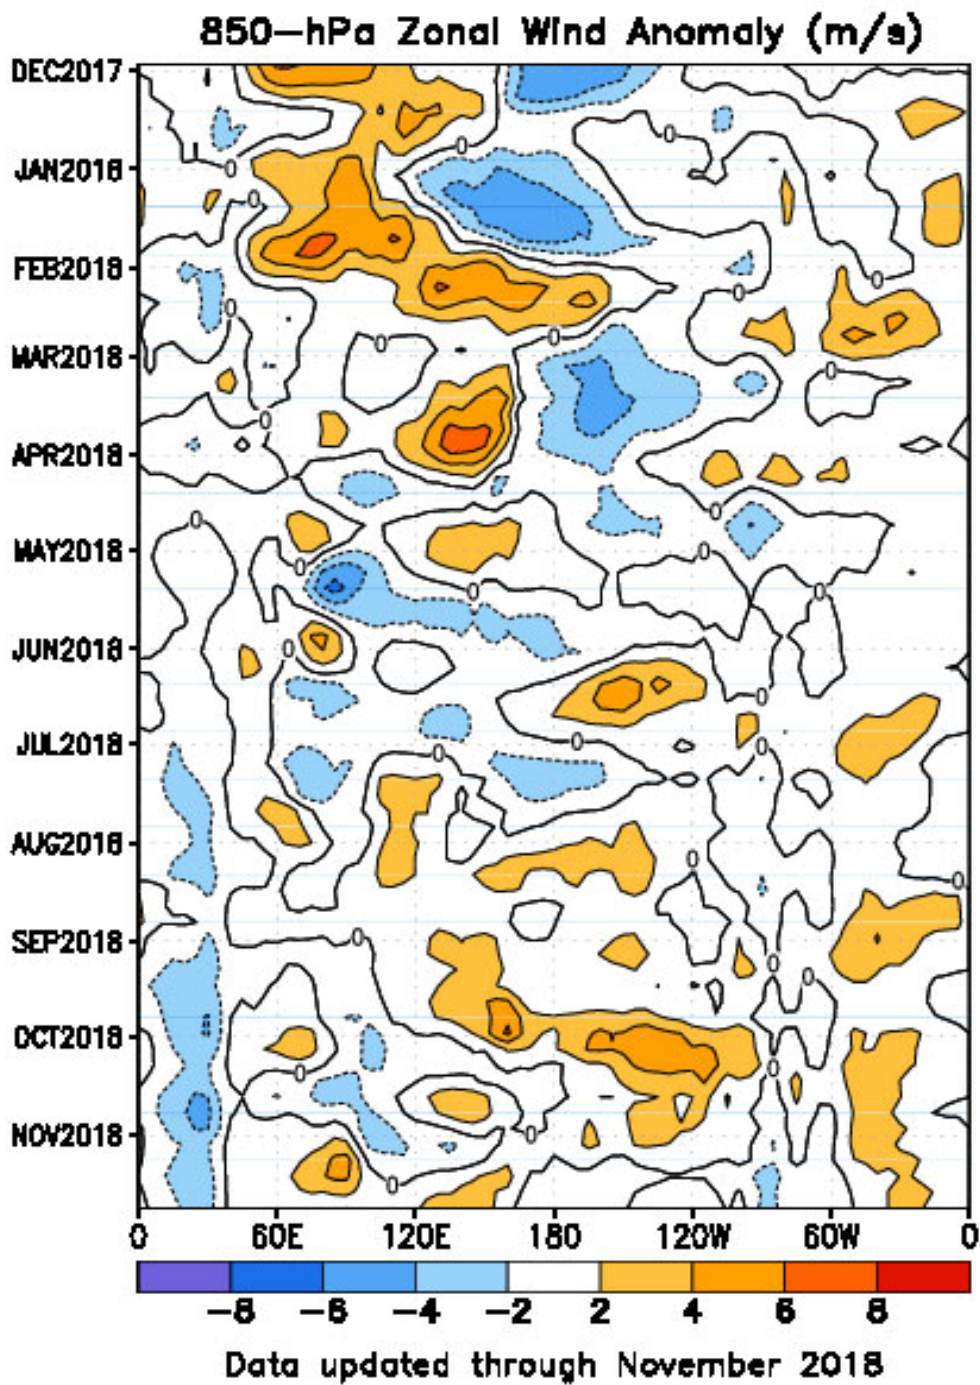 850-hPa Zonal Wind Anomaly (m/s)
DEC2017
JAN2018
FEB2018
MAR2018
APR2018
MAY2018
JUN2018
JUL2018
AUG2018
SEP2018
OCT2018
NOV2018
0 60E 120E 180 120W 60W 0
-8 -6 -4 -2 2 4 6 8
Data updated through November 2018